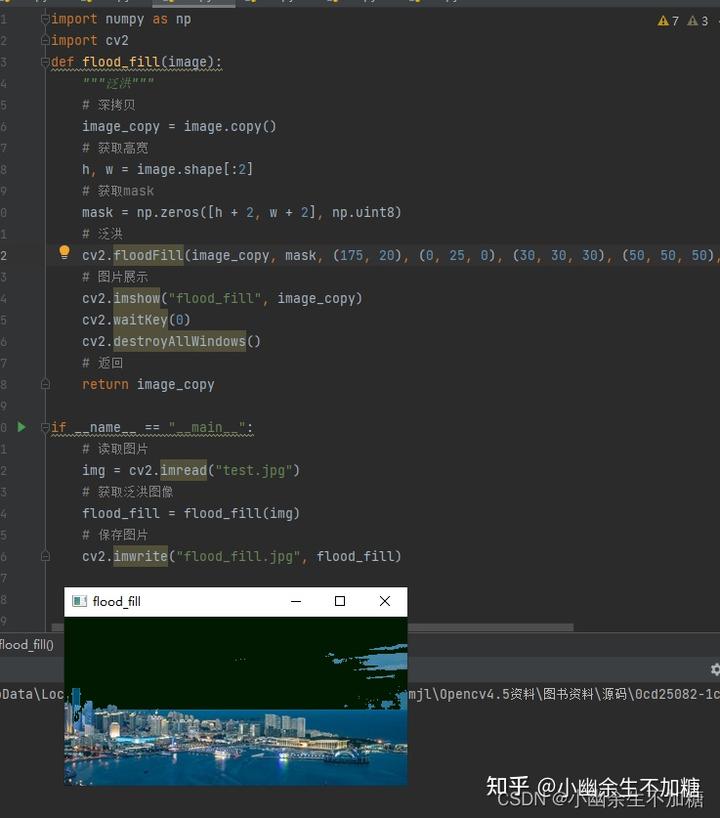 import numpy as np
7 3
import cv2
def flood_fill(image):
"""泛洪"""
# 深拷贝
image_copy = image.copy()
# 获取高宽
h, w = image.shape[:2]
# 获取mask
mask = np.zeros([h + 2, w + 2], np.uint8)
# 泛洪
cv2.floodFill(image_copy, mask, (175, 20), (0, 25, 0), (30, 30, 30), (50, 50, 50),
# 图片展示
cv2.imshow("flood_fill", image_copy)
cv2.waitKey(0)
cv2.destroyAllWindows()
# 返回
return image_copy
if __name__ == "__main__":
# 读取图片
img = cv2.imread("test.jpg")
# 获取泛洪图像
flood_fill = flood_fill(img)
# 保存图片
cv2.imwrite("flood_fill.jpg", flood_fill)
flood_fill
flood_fill()
Data\Loc mjl\Opencv4.5资料\图书资料\源码\0cd25082-1c
知乎 @小幽余生不加糖
CSDN @小幽余生不加糖